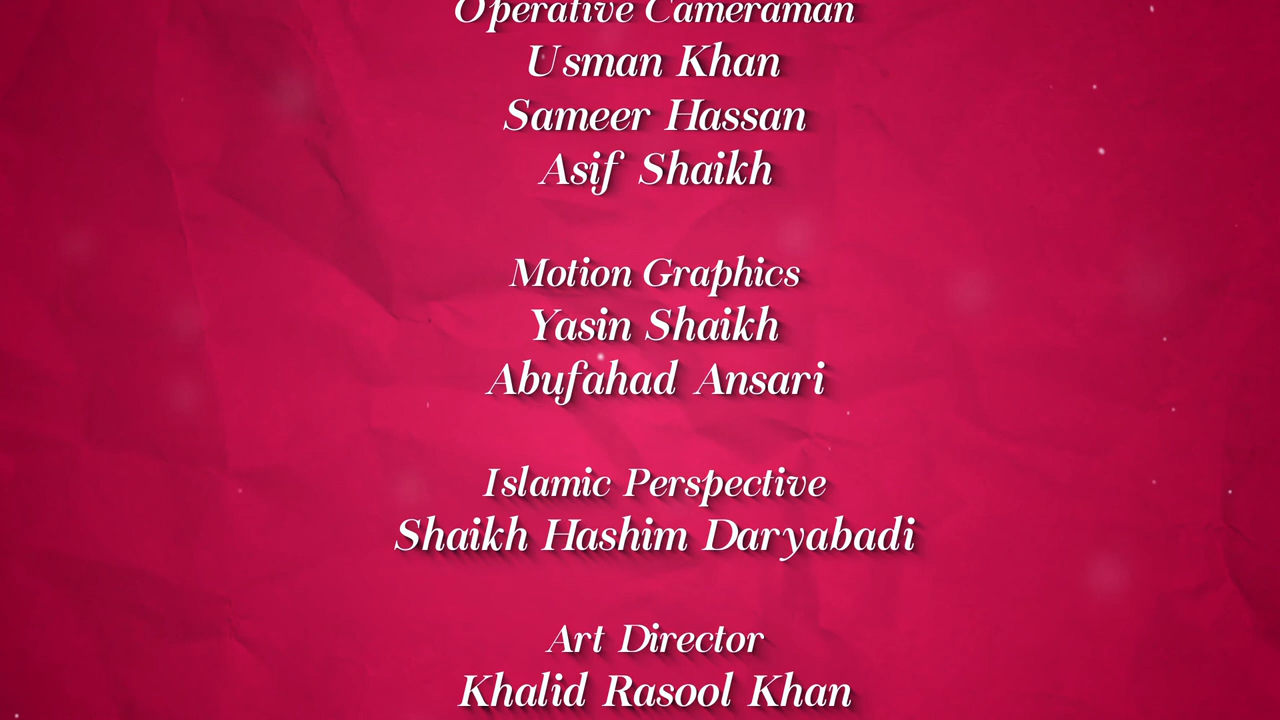 Operative Cameraman
Usman Khan
Sameer Hassan
Asif Shaikh
Motion Graphics
Yasin Shaikh
Abufahad Ansari
Islamic Perspective
Shaikh Hashim Daryabadi
Art Director
Khalid Rasool Khan